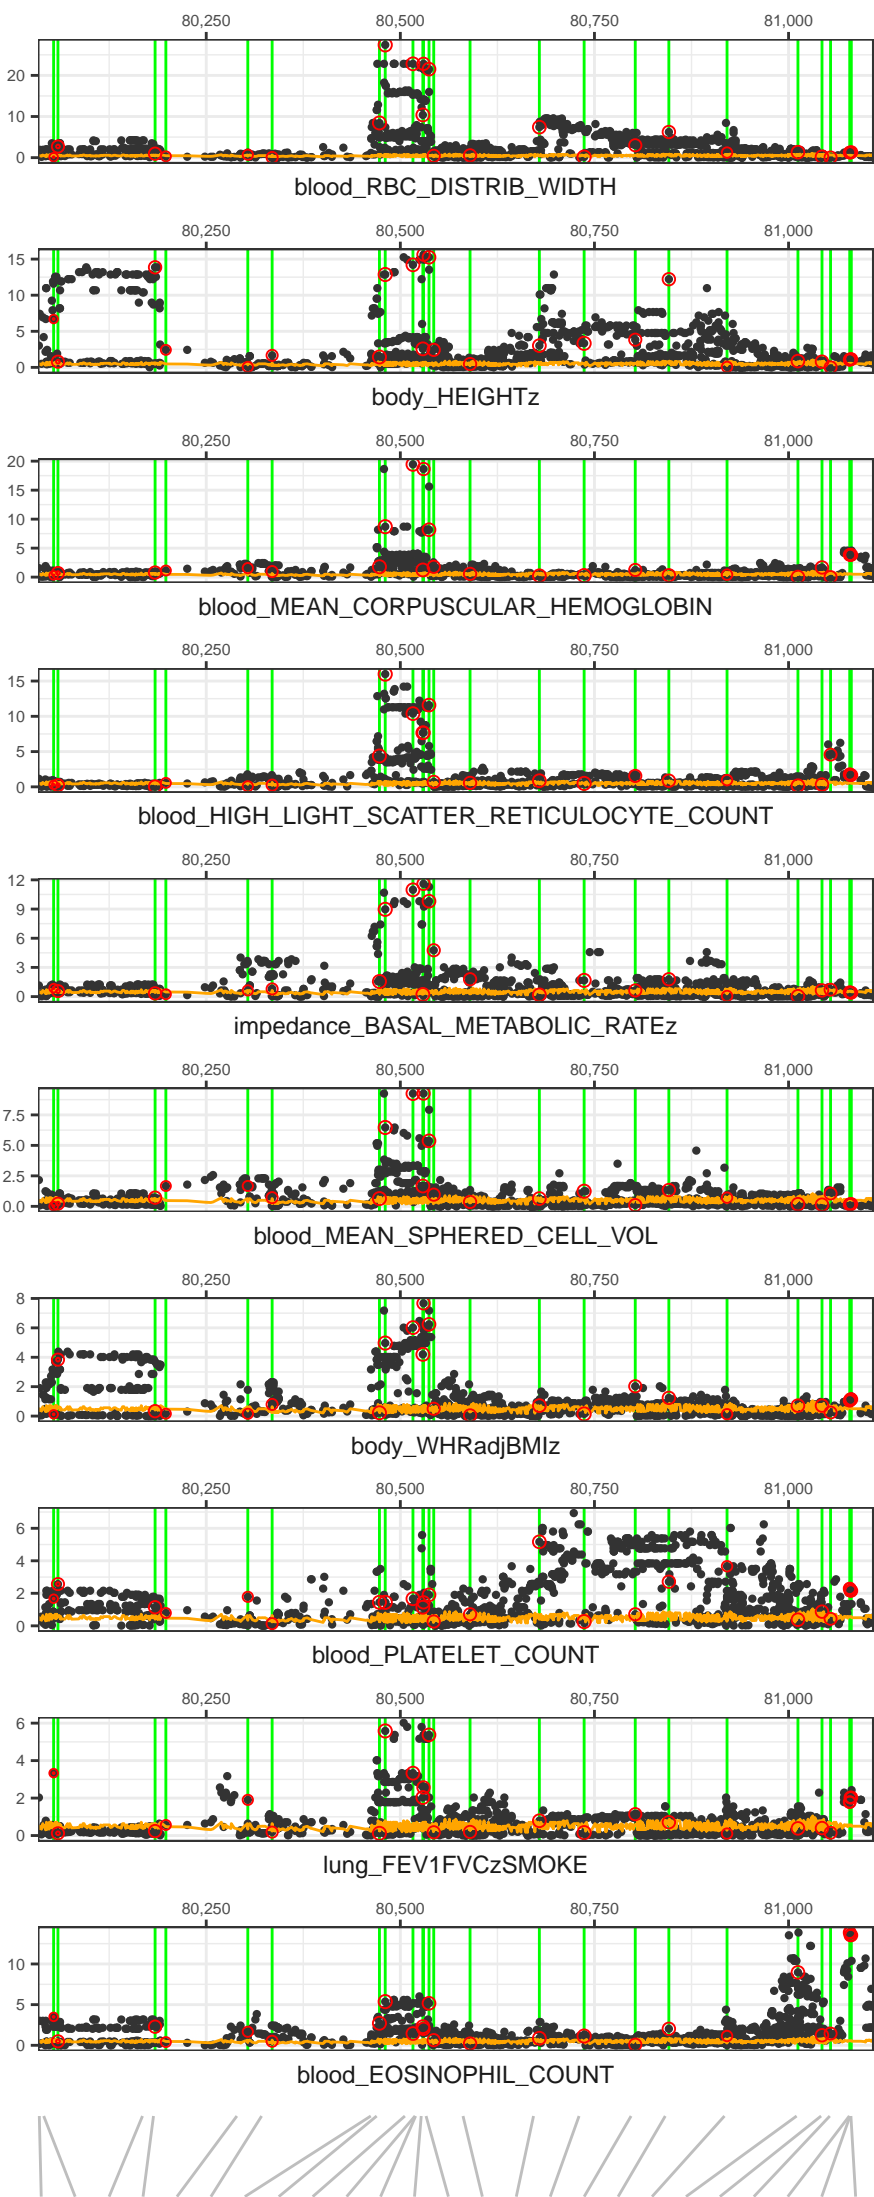 80,250 80,500 80,750 81,000
20
10
0
blood_RBC_DISTRIB_WIDTH
80,250 80,500 80,750 81,000
15
10
5
0
body_HEIGHTz
80,250 80,500 80,750 81,000
20
15
10
5
0
blood_MEAN_CORPUSCULAR_HEMOGLOBIN
80,250 80,500 80,750 81,000
15
10
5
0
blood_HIGH_LIGHT_SCATTER_RETICULOCYTE_COUNT
80,250 80,500 80,750 81,000
12
9
6
3
0
impedance_BASAL_METABOLIC_RATEz
80,250 80,500 80,750 81,000
7.5
5.0
2.5
0.0
blood_MEAN_SPHERED_CELL_VOL
80,250 80,500 80,750 81,000
8
6
4
2
0
body_WHRadjBMIz
80,250 80,500 80,750 81,000
6
4
2
0
blood_PLATELET_COUNT
80,250 80,500 80,750 81,000
6
4
2
0
lung_FEV1FVCzSMOKE
80,250 80,500 80,750 81,000
10
5
0
blood_EOSINOPHIL_COUNT